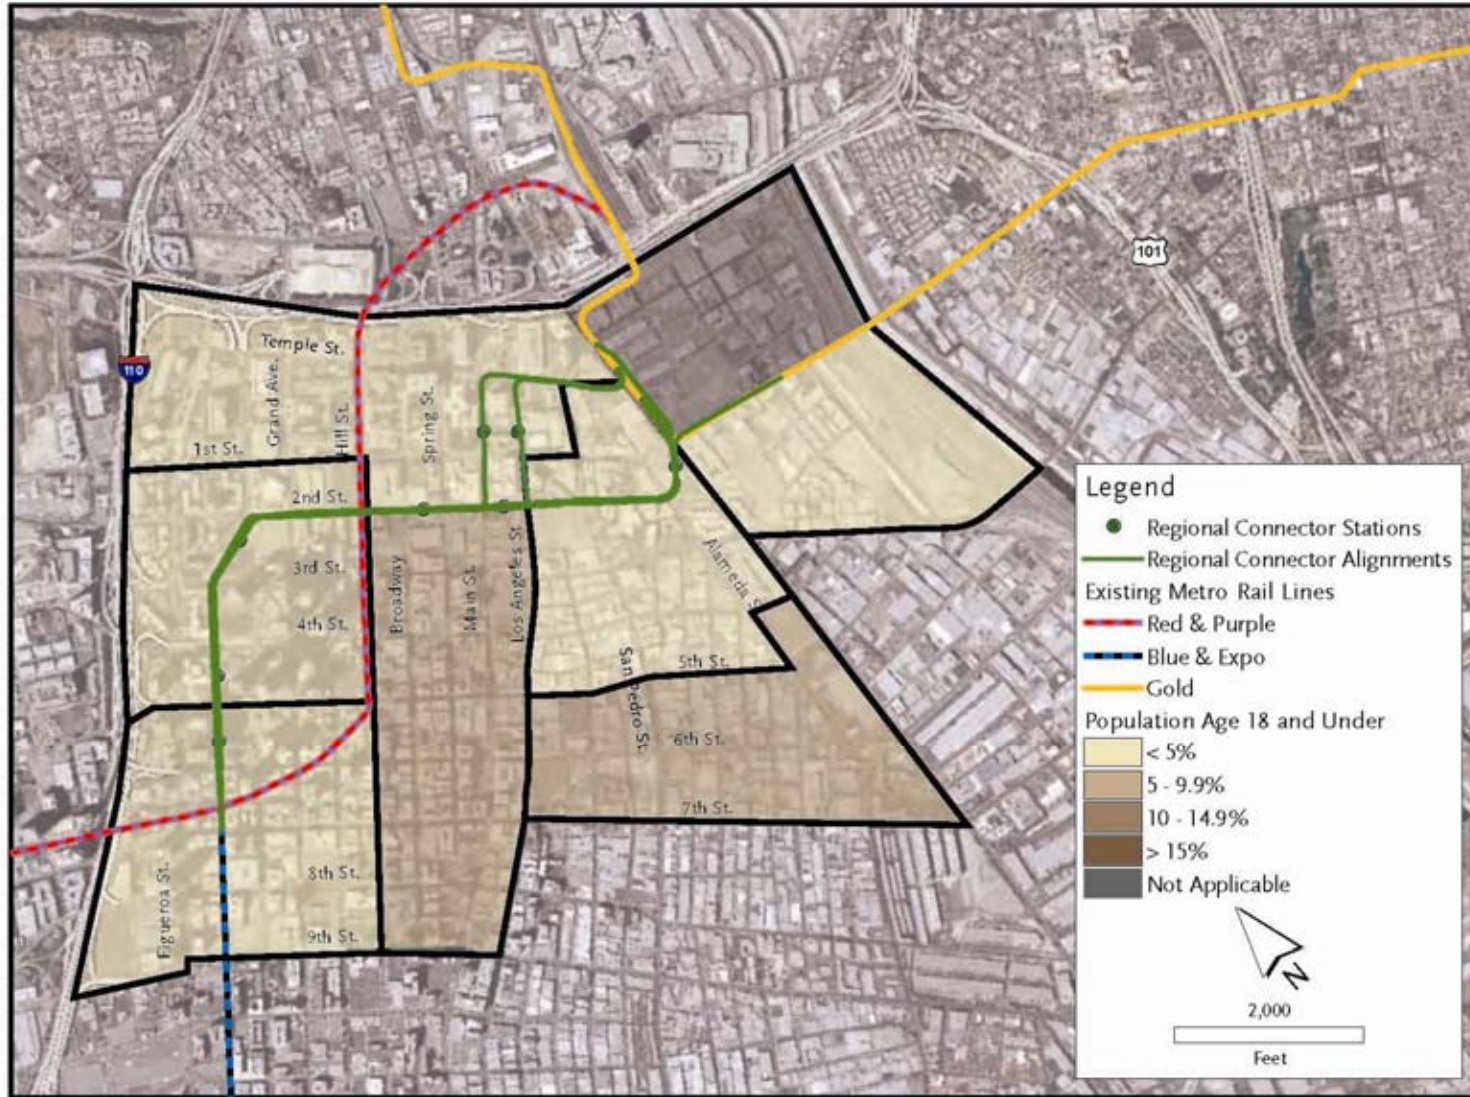 101
Temple St.
110
Grand Ave.
Hill St.
Spring St.
1st St.
2nd St.
Los Angeles St.
3rd St.
Broadway
Main St.
Alameda S
4th St.
5th St.
San Pedro St.
6th St.
7th St.
8th St.
Figueroa St.
9th St.
Legend
Regional Connector Stations
Regional Connector Alignments
Existing Metro Rail Lines
Red & Purple
Blue & Expo
Gold
Population Age 18 and Under
< 5%
5 - 9.9%
10 - 14.9%
> 15%
Not Applicable
N
2,000
Feet